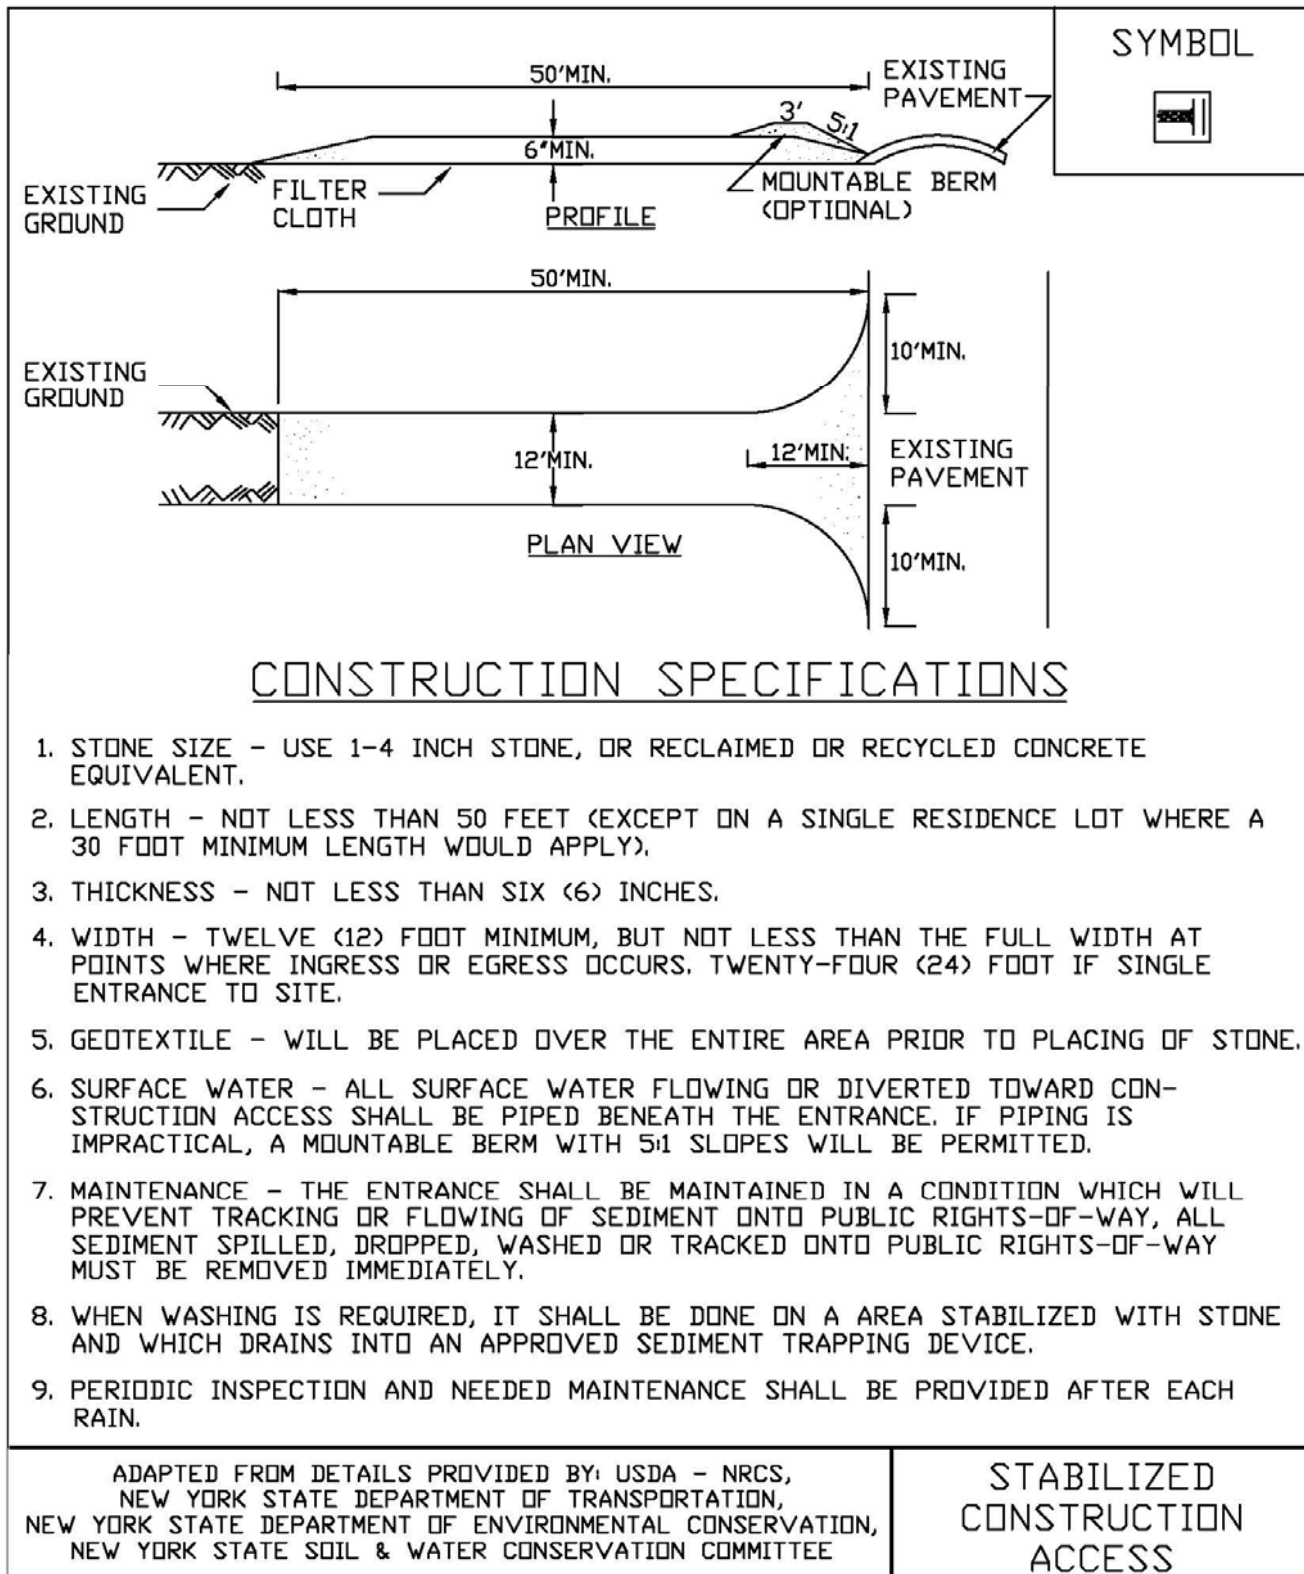 SYMBOL
50'MIN.
EXISTING
PAVEMENT
3'
5:1
6"MIN.
EXISTING
GROUND
FILTER
CLOTH
PROFILE
MOUNTABLE BERM
(OPTIONAL)
50'MIN.
10'MIN.
EXISTING
GROUND
12'MIN.
12'MIN.
EXISTING
PAVEMENT
PLAN VIEW
10'MIN.
CONSTRUCTION SPECIFICATIONS
1. STONE SIZE - USE 1-4 INCH STONE, OR RECLAIMED OR RECYCLED CONCRETE
EQUIVALENT.
2. LENGTH - NOT LESS THAN 50 FEET (EXCEPT ON A SINGLE RESIDENCE LOT WHERE A
30 FOOT MINIMUM LENGTH WOULD APPLY).
3. THICKNESS - NOT LESS THAN SIX (6) INCHES.
4. WIDTH - TWELVE (12) FOOT MINIMUM, BUT NOT LESS THAN THE FULL WIDTH AT
POINTS WHERE INGRESS OR EGRESS OCCURS. TWENTY-FOUR (24) FOOT IF SINGLE
ENTRANCE TO SITE.
5. GEOTEXTILE - WILL BE PLACED OVER THE ENTIRE AREA PRIOR TO PLACING OF STONE.
6. SURFACE WATER - ALL SURFACE WATER FLOWING OR DIVERTED TOWARD CON-
STRUCTION ACCESS SHALL BE PIPED BENEATH THE ENTRANCE. IF PIPING IS
IMPRACTICAL, A MOUNTABLE BERM WITH 5:1 SLOPES WILL BE PERMITTED.
7. MAINTENANCE - THE ENTRANCE SHALL BE MAINTAINED IN A CONDITION WHICH WILL
PREVENT TRACKING OR FLOWING OF SEDIMENT ONTO PUBLIC RIGHTS-OF-WAY, ALL
SEDIMENT SPILLED, DROPPED, WASHED OR TRACKED ONTO PUBLIC RIGHTS-OF-WAY
MUST BE REMOVED IMMEDIATELY.
8. WHEN WASHING IS REQUIRED, IT SHALL BE DONE ON A AREA STABILIZED WITH STONE
AND WHICH DRAINS INTO AN APPROVED SEDIMENT TRAPPING DEVICE.
9. PERIODIC INSPECTION AND NEEDED MAINTENANCE SHALL BE PROVIDED AFTER EACH
RAIN.
ADAPTED FROM DETAILS PROVIDED BY: USDA - NRCS,
NEW YORK STATE DEPARTMENT OF TRANSPORTATION,
NEW YORK STATE DEPARTMENT OF ENVIRONMENTAL CONSERVATION,
NEW YORK STATE SOIL & WATER CONSERVATION COMMITTEE
STABILIZED
CONSTRUCTION
ACCESS